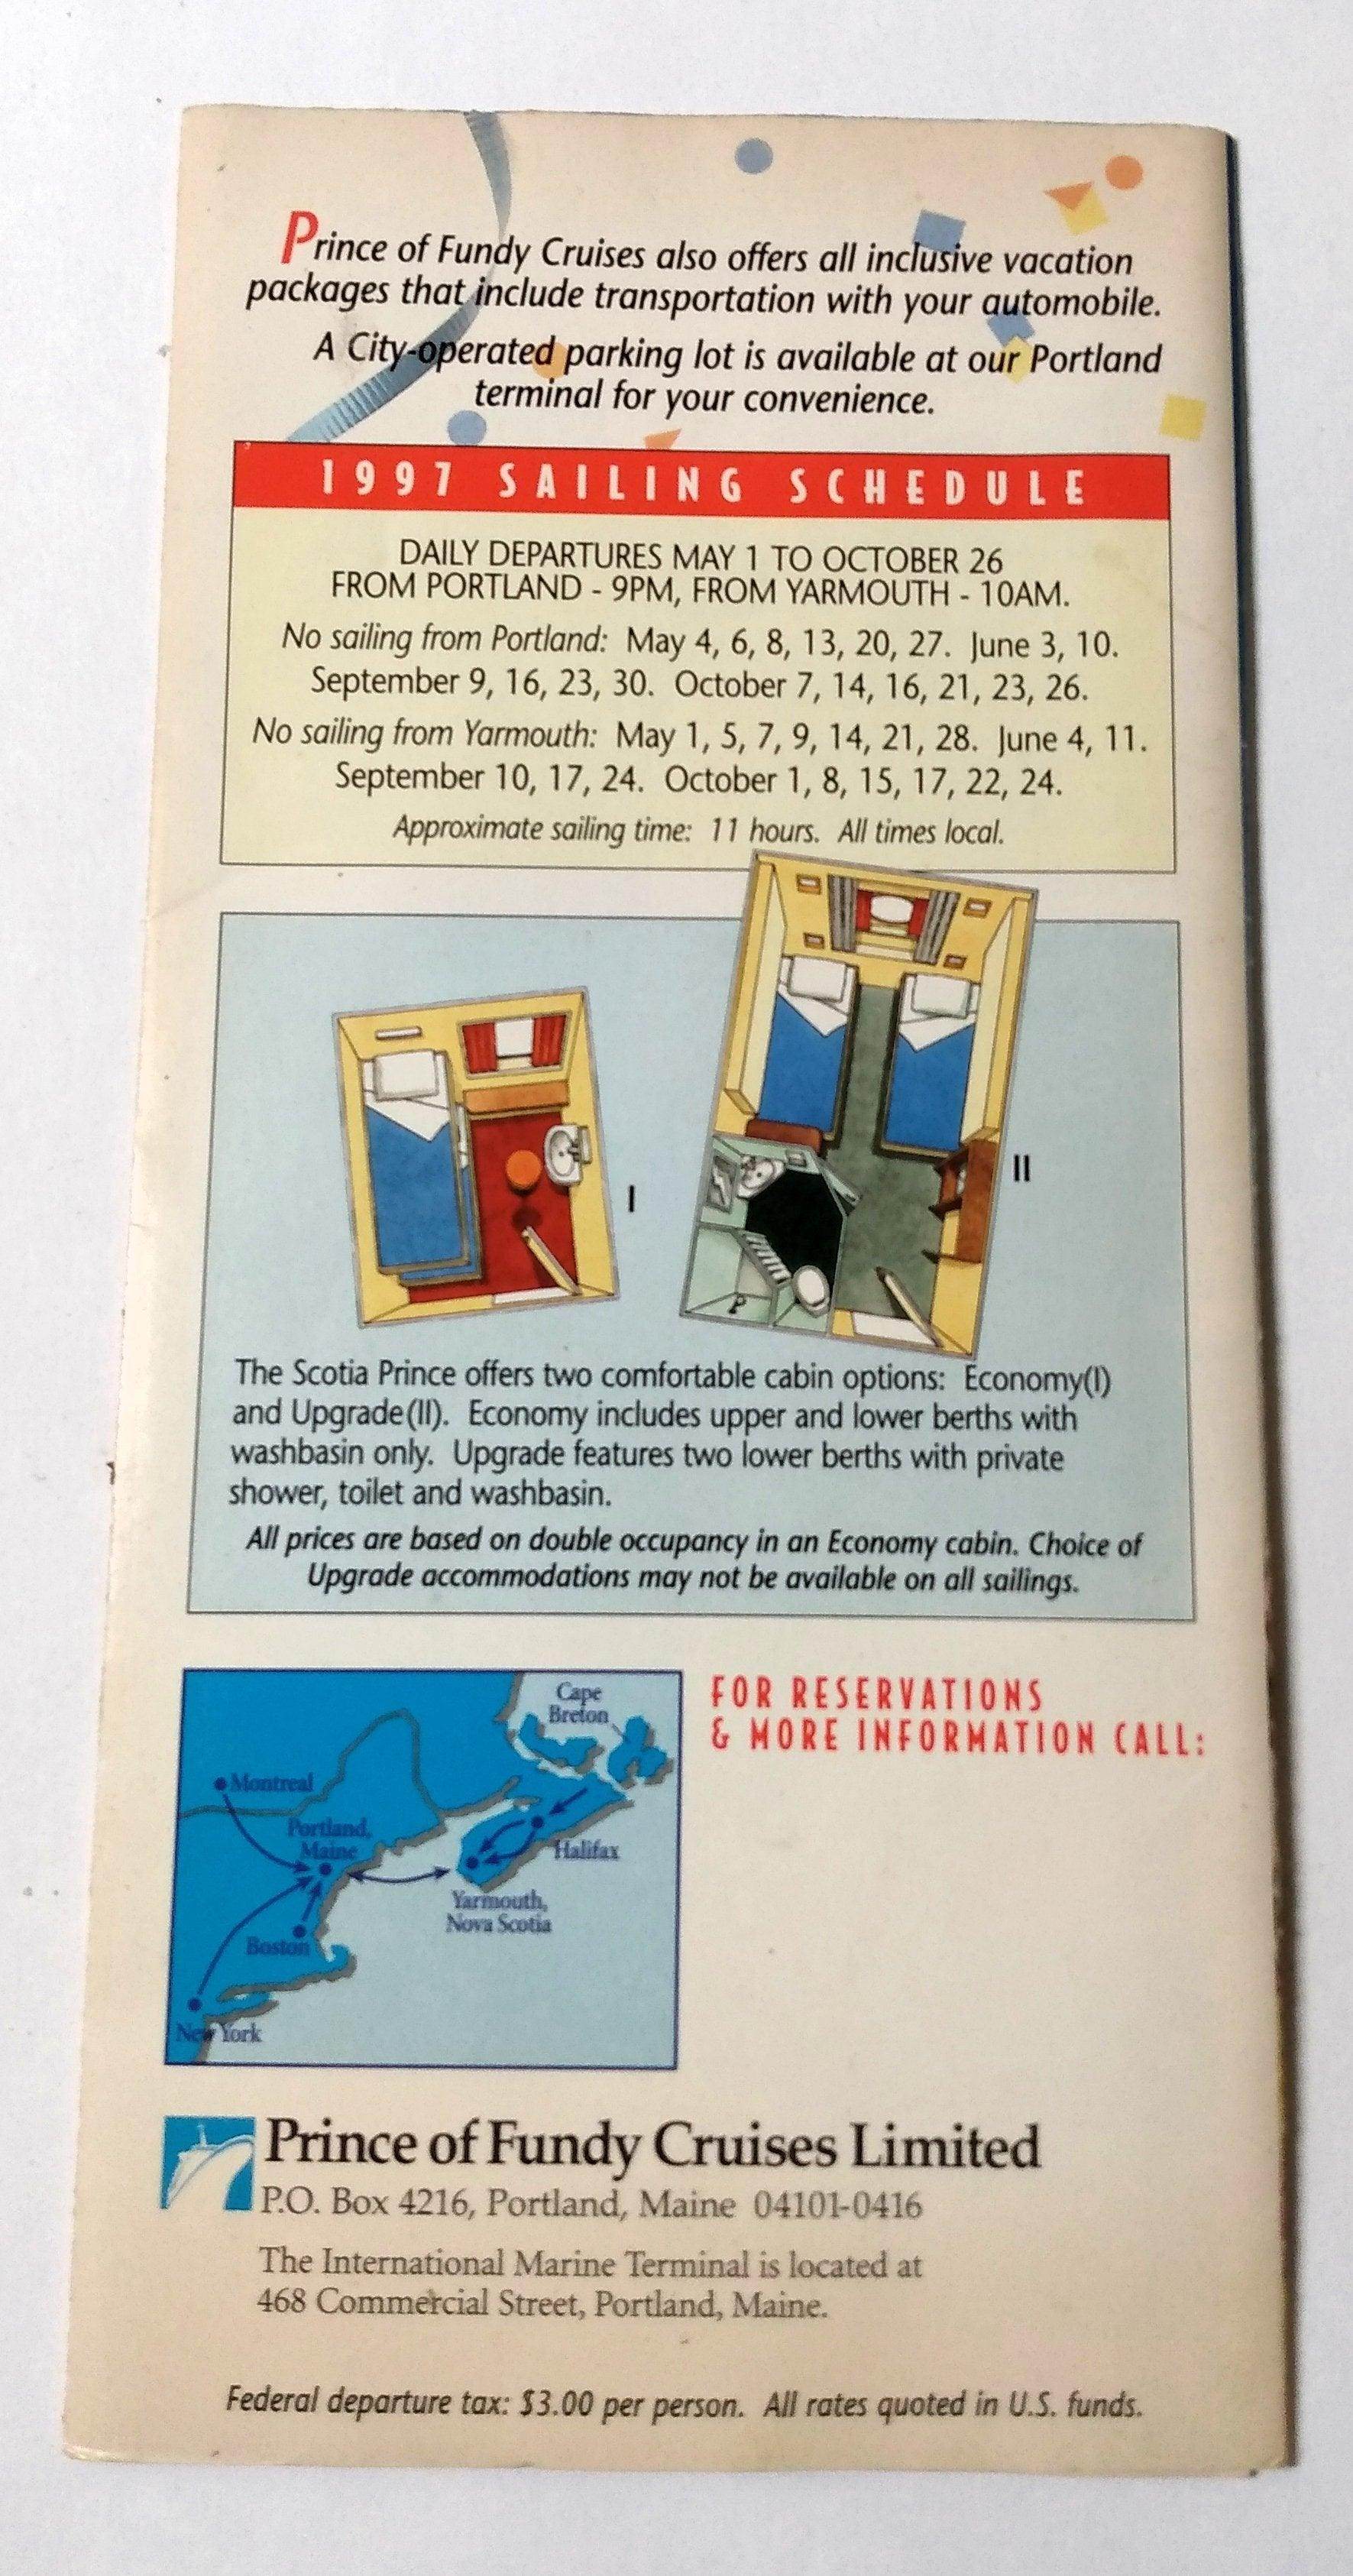 Prince of Fundy Cruises also offers all inclusive vacation
packages that include transportation with your automobile.
A City-operated parking lot is available at our Portland
terminal for your convenience.
1997 SAILING SCHEDULE
DAILY DEPARTURES MAY 1 TO OCTOBER 26
FROM PORTLAND - 9PM, FROM YARMOUTH - 10AM.
No sailing from Portland: May 4, 6, 8, 13, 20, 27. June 3, 10.
September 9, 16, 23, 30. October 7, 14, 16, 21, 23, 26.
No sailing from Yarmouth: May 1, 5, 7, 9, 14, 21, 28. June 4, 11.
September 10, 17, 24. October 1, 8, 15, 17, 22, 24.
Approximate sailing time: 11 hours. All times local.
I
II
The Scotia Prince offers two comfortable cabin options: Economy(I)
and Upgrade(II). Economy includes upper and lower berths with
washbasin only. Upgrade features two lower berths with private
shower, toilet and washbasin.
All prices are based on double occupancy in an Economy cabin. Choice of
Upgrade accommodations may not be available on all sailings.
Cape
Breton
Montreal
Portland,
Maine
Halifax
Yarmouth,
Nova Scotia
Boston
New York
FOR RESERVATIONS
& MORE INFORMATION CALL:
Prince of Fundy Cruises Limited
P.O. Box 4216, Portland, Maine 04101-0416
The International Marine Terminal is located at
468 Commercial Street, Portland, Maine.
Federal departure tax: $3.00 per person. All rates quoted in U.S. funds.